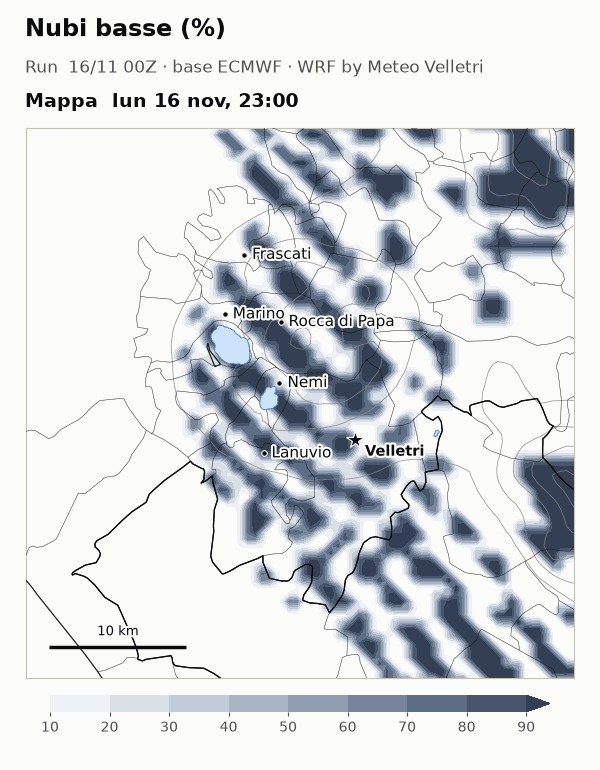 Nubi basse (%)
Run  16/11 00Z · base ECMWF · WRF by Meteo Velletri
Mappa  lun 16 nov, 23:00
Frascati
Marino
Rocca di Papa
Nemi
Velletri
Lanuvio
10 km
10 20 30 40 50 60 70 80 90